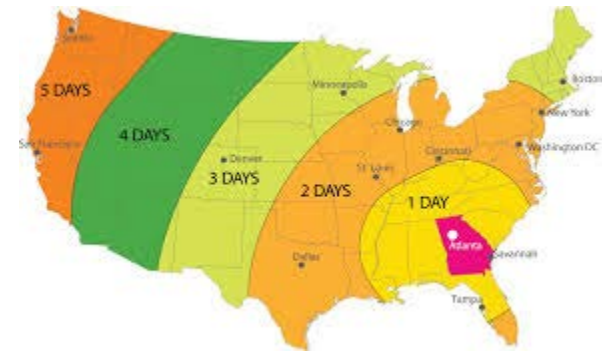 Seattle
5 DAYS
Minneapolis
Boston
Chicago
New York
4 DAYS
San Francisco
Cincinnati
Washington DC
Denver
St. Louis
3 DAYS
2 DAYS
1 DAY
Atlanta
Savannah
Dallas
Tampa